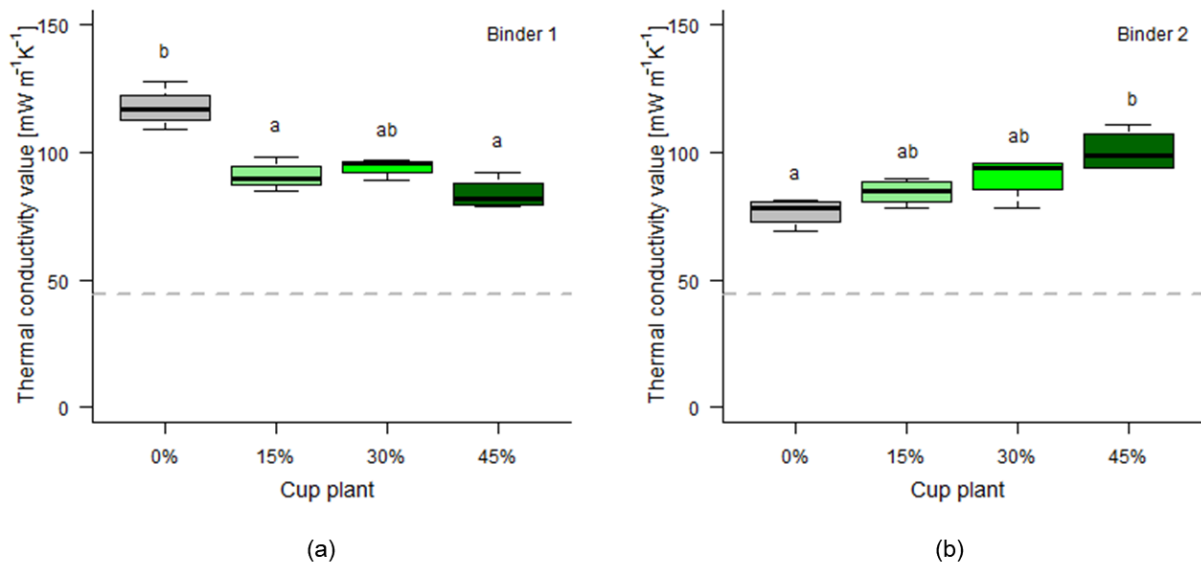 Thermal conductivity value [mW m⁻¹K⁻¹]
150
100
50
0
Binder 1
b
a
ab
a
0% 15% 30% 45%
Cup plant
(a)
Thermal conductivity value [mW m⁻¹K⁻¹]
150
100
50
0
Binder 2
a
ab
ab
b
0% 15% 30% 45%
Cup plant
(b)